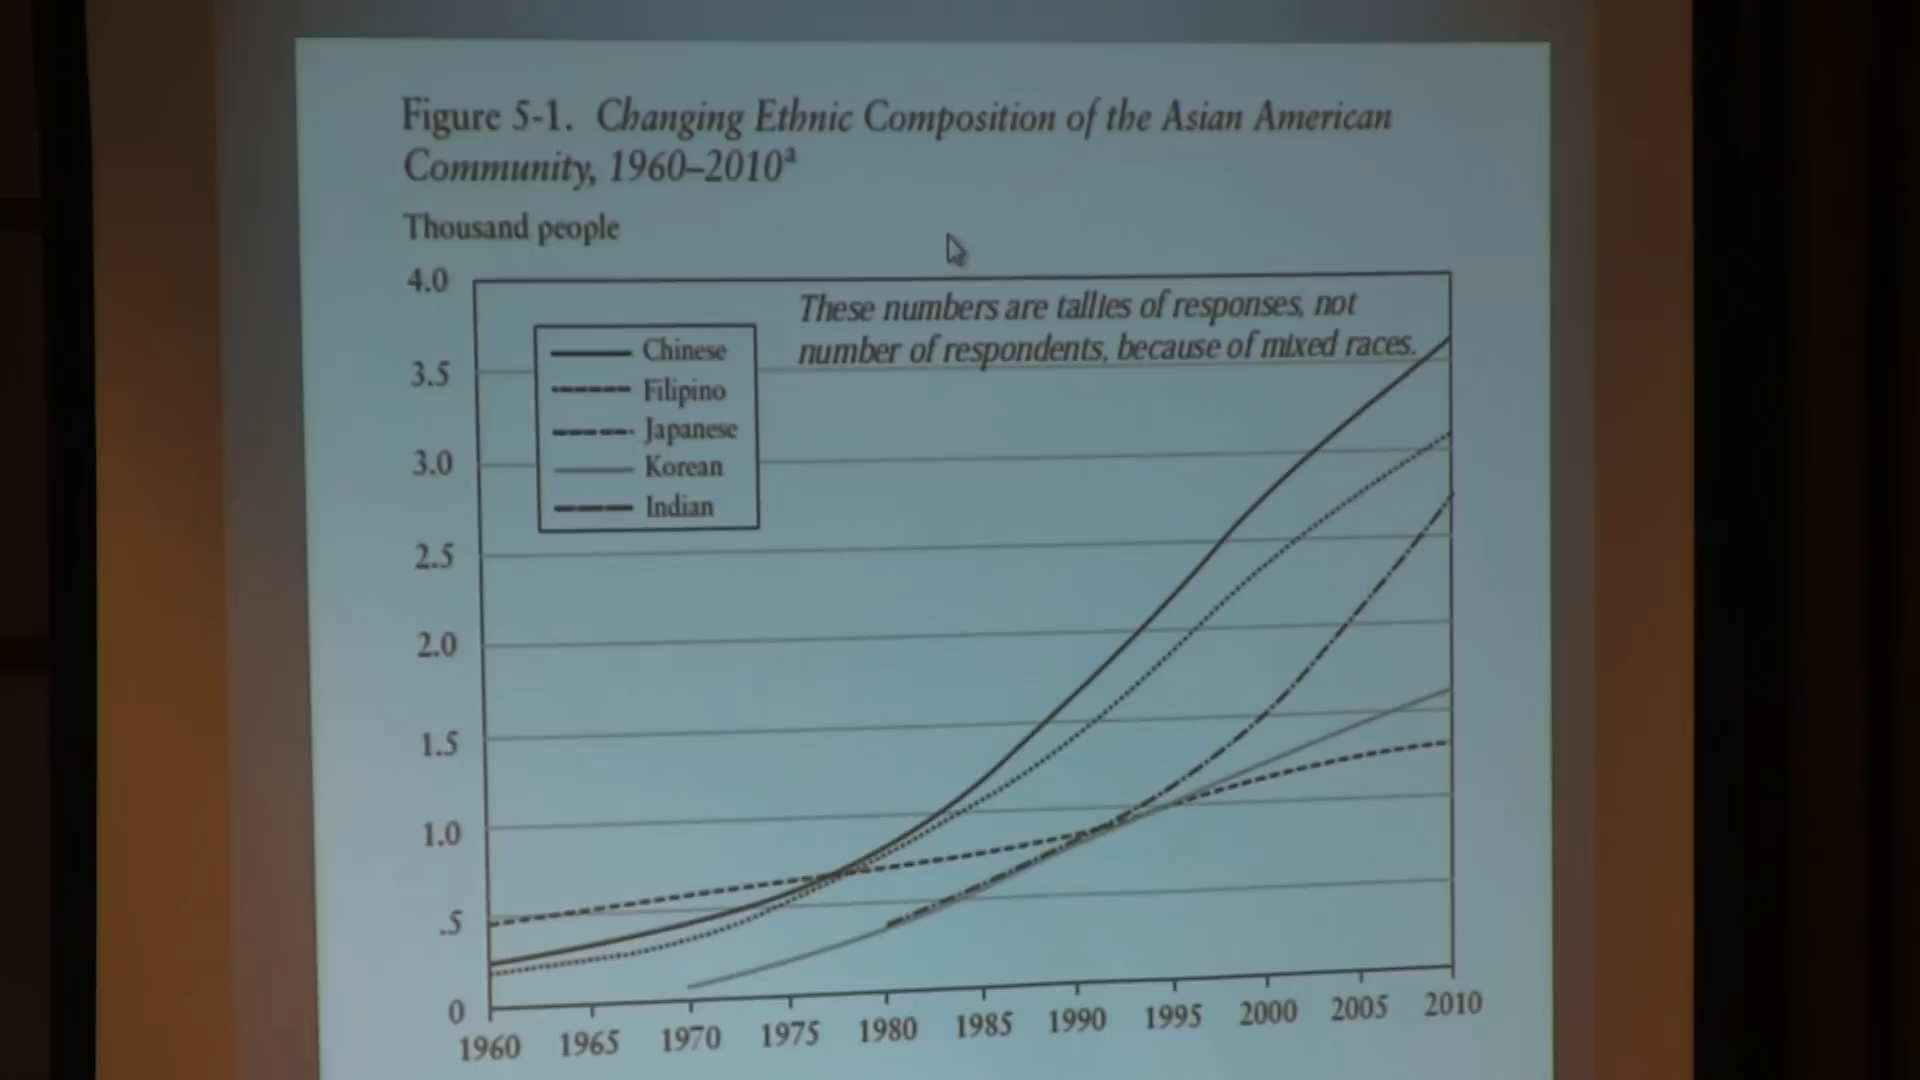 Figure 5-1. Changing Ethnic Composition of the Asian American
Community, 1960–2010ª
Thousand people
4.0
These numbers are tallies of responses, not
number of respondents, because of mixed races.
Chinese
Filipino
Japanese
Korean
Indian
3.5
3.0
2.5
2.0
1.5
1.0
.5
0
1960 1965 1970 1975 1980 1985 1990 1995 2000 2005 2010